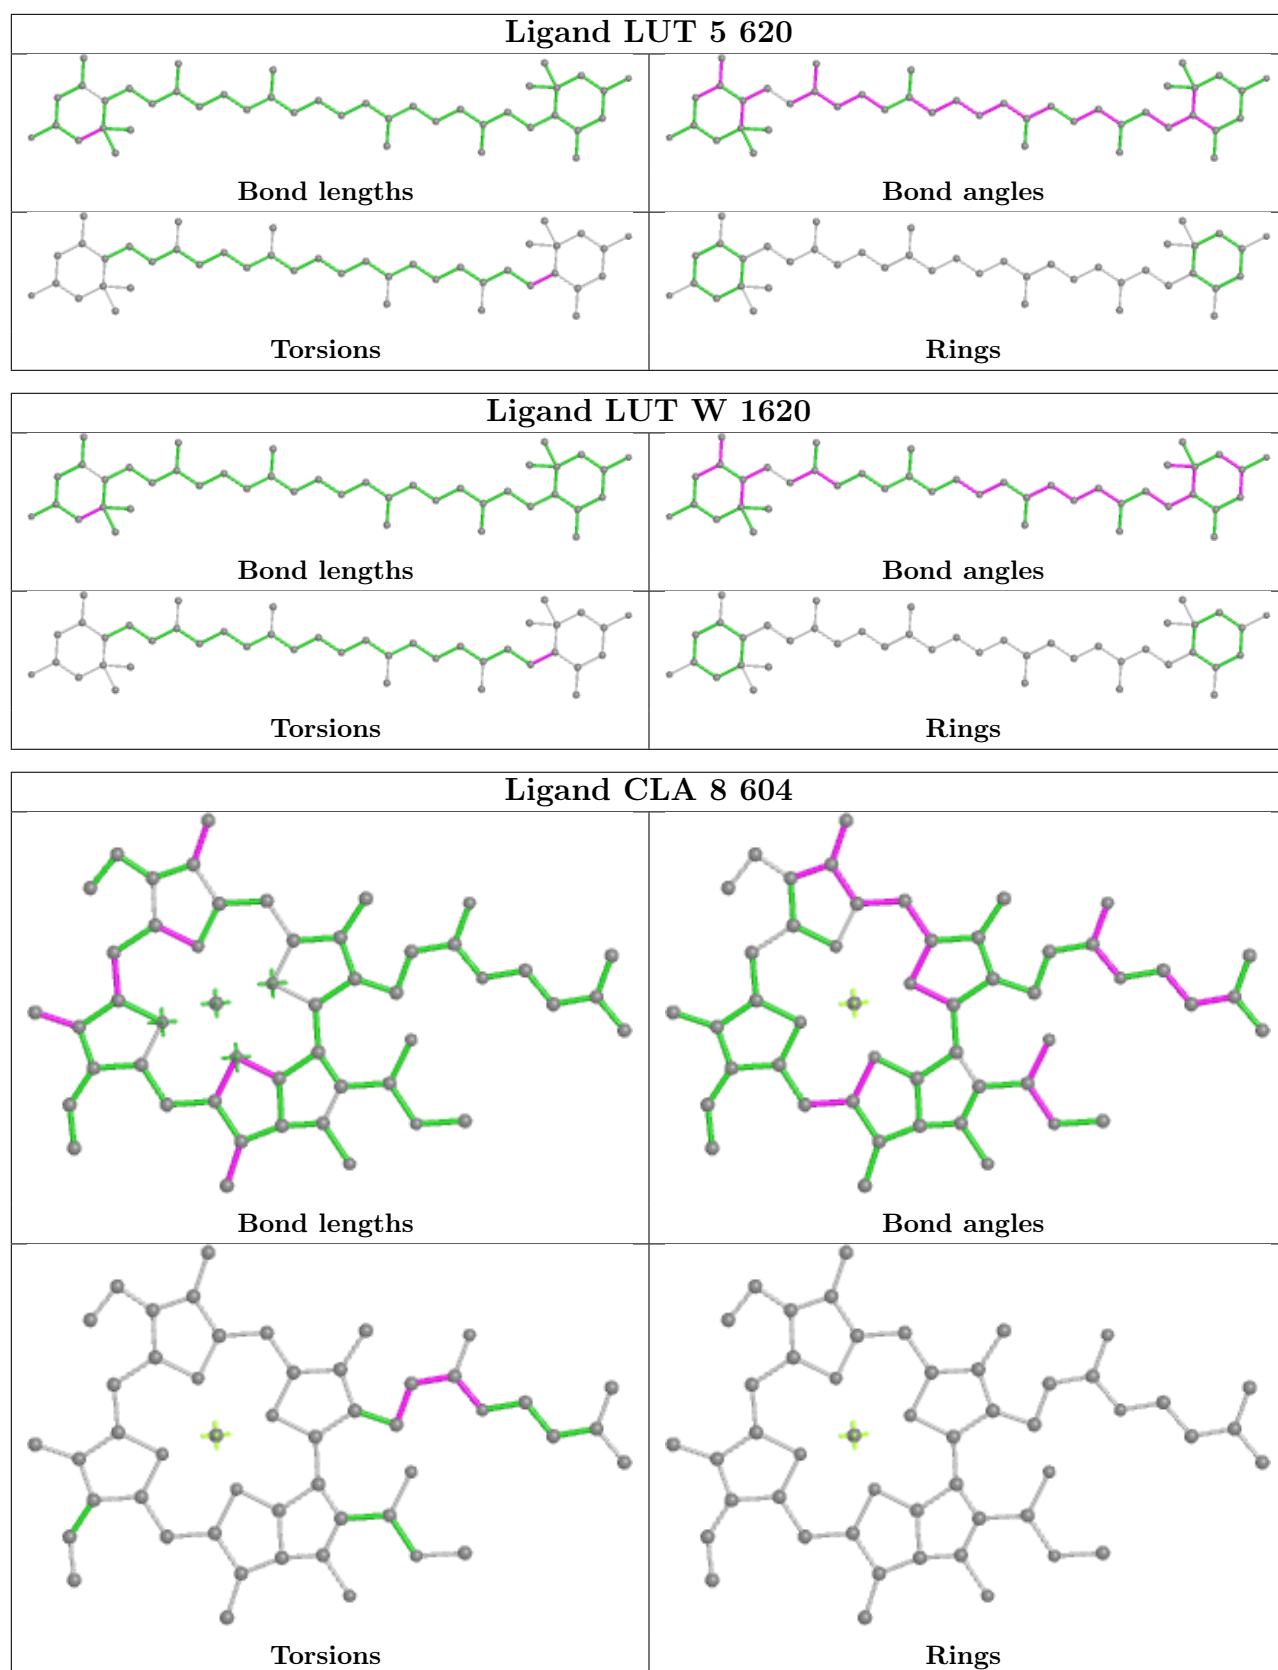 Ligand LUT 5 620
Bond lengths
Bond angles
Torsions
Rings
Ligand LUT W 1620
Bond lengths
Bond angles
Torsions
Rings
Ligand CLA 8 604
Bond lengths
Bond angles
Torsions
Rings